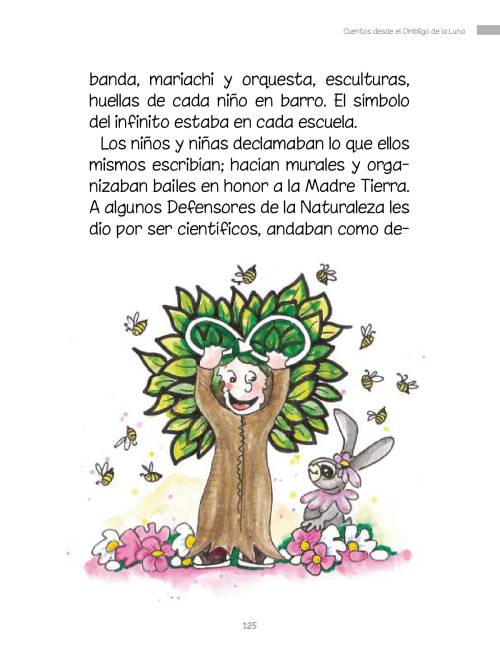 Cuentos desde el Ombligo de la Luna
banda, mariachi y orquesta, esculturas,
huellas de cada niño en barro. El símbolo
del infinito estaba en cada escuela.
Los niños y niñas declamaban lo que ellos
mismos escribían; hacían murales y orga-
nizaban bailes en honor a la Madre Tierra.
A algunos Defensores de la Naturaleza les
dio por ser científicos, andaban como de-
125